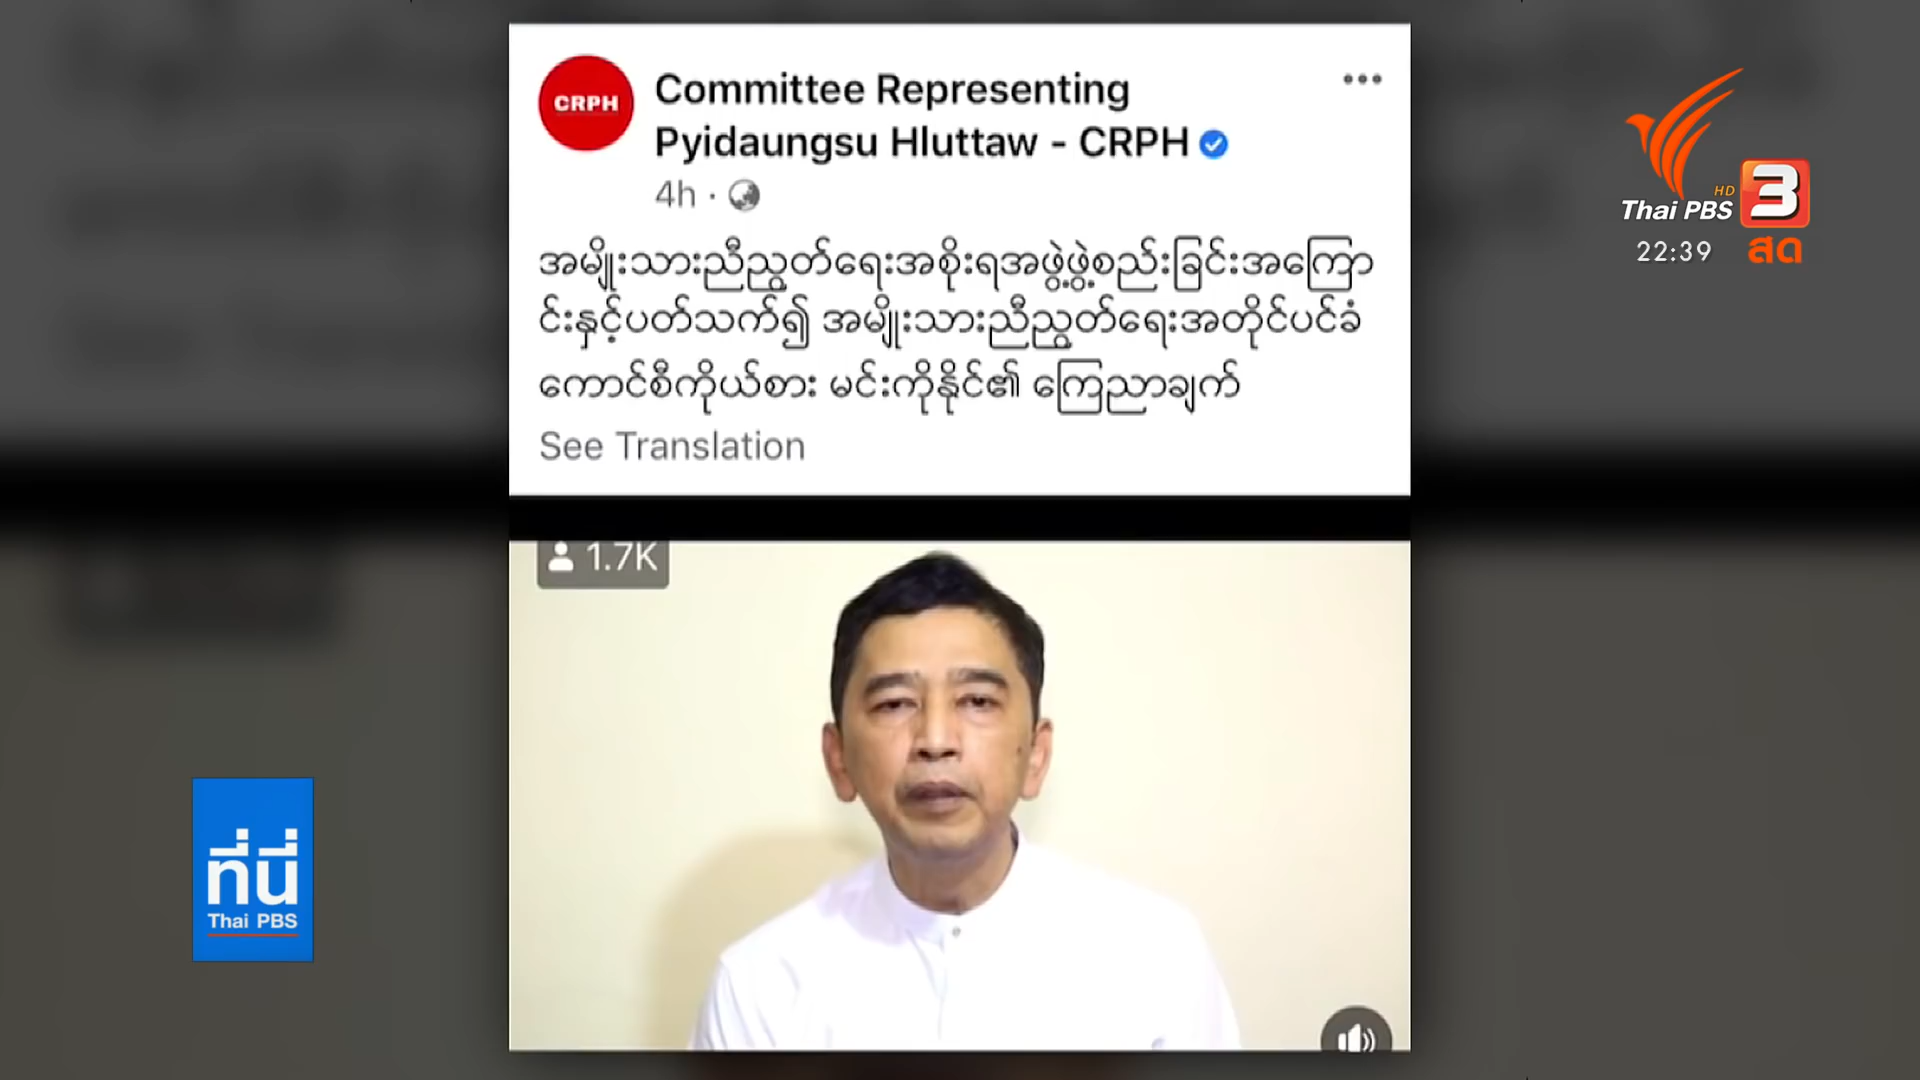 CRPH
Committee Representing
Pyidaungsu Hluttaw - CRPH
4h ·
အမျိုးသားညီညွတ်ရေးအစိုးရအဖွဲ့ဖွဲ့စည်းခြင်းအကြော
င်းနှင့်ပတ်သက်၍ အမျိုးသားညီညွတ်ရေးအတိုင်ပင်ခံ
ကောင်စီကိုယ်စား မင်းကိုနိုင်၏ ကြေညာချက်
See Translation
1.7K
HD
Thai PBS 3
22:39 สด
ที่นี่
Thai PBS